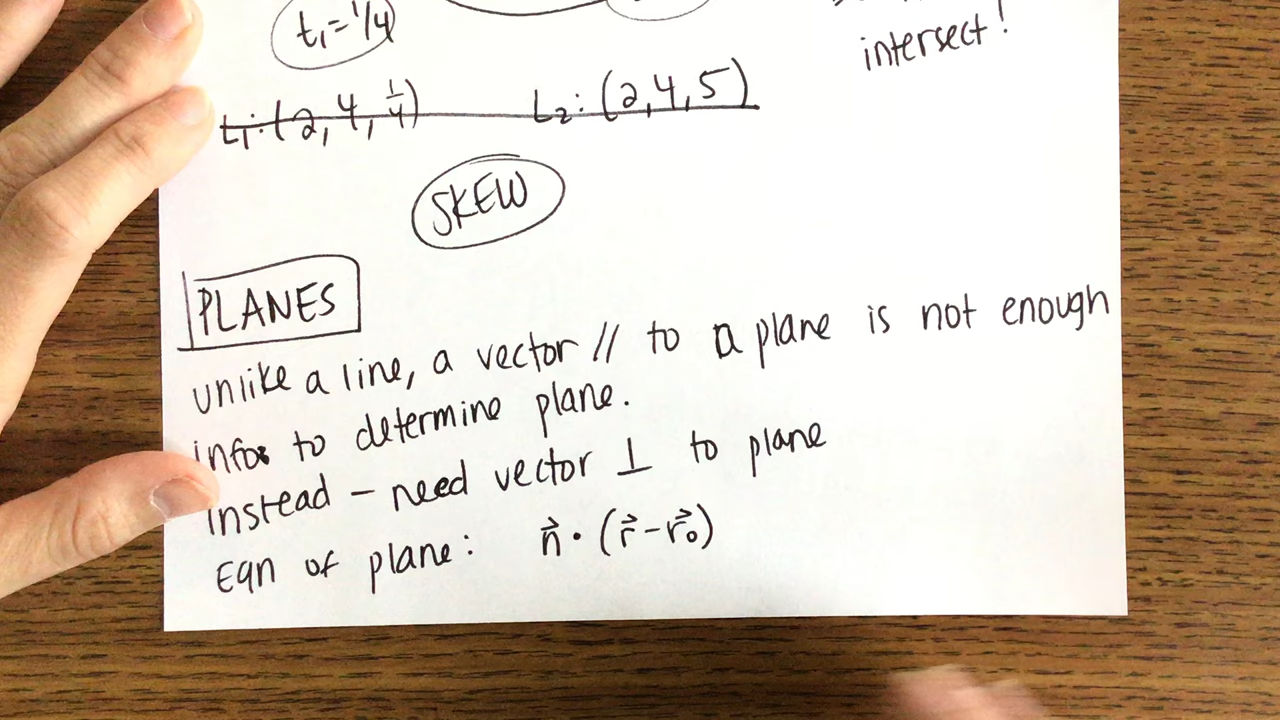 t₁=1/4
intersect!
L₁:(2,4,1/4) L₂:(2,4,5)
SKEW
PLANES
unlike a line, a vector // to a plane is not enough
info to determine plane.
instead – need vector ⊥ to plane
Eqn of plane: n⃗ · (r⃗ – r⃗₀)